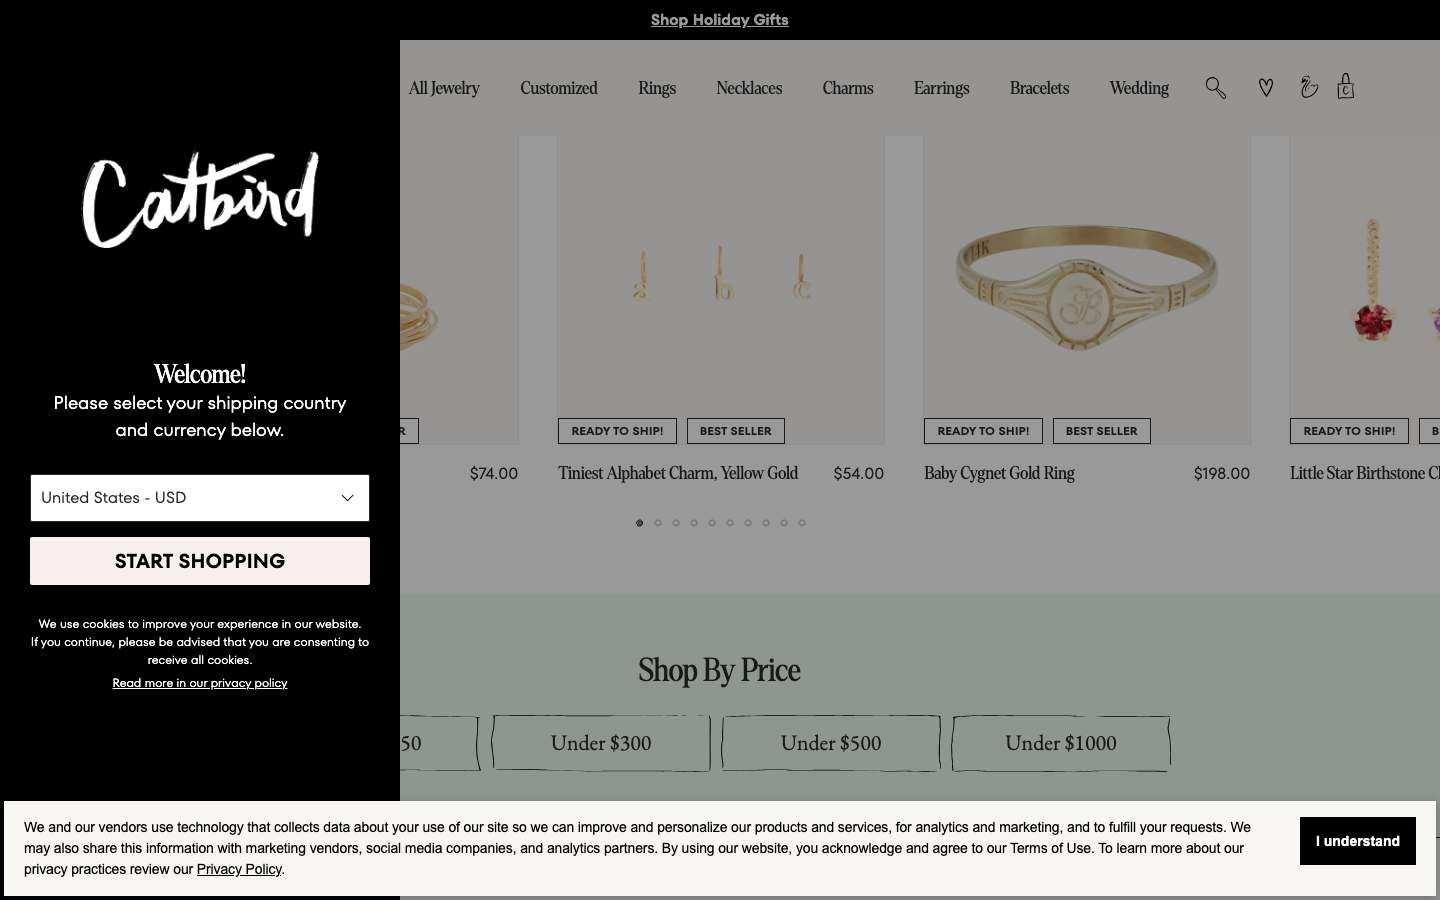 Shop Holiday Gifts
All Jewelry
Customized
Rings
Necklaces
Charms
Earrings
Bracelets
Wedding
C
Catbird
Welcome!
Please select your shipping country
and currency below.
United States - USD
START SHOPPING
We use cookies to improve your experience in our website.
If you continue, please be advised that you are consenting to
receive all cookies.
Read more in our privacy policy
14K
a b c
R
READY TO SHIP!
BEST SELLER
READY TO SHIP!
BEST SELLER
READY TO SHIP!
B
$74.00
Tiniest Alphabet Charm, Yellow Gold
$54.00
Baby Cygnet Gold Ring
$198.00
Little Star Birthstone C
Shop By Price
50
Under $300
Under $500
Under $1000
We and our vendors use technology that collects data about your use of our site so we can improve and personalize our products and services, for analytics and marketing, and to fulfill your requests. We
may also share this information with marketing vendors, social media companies, and analytics partners. By using our website, you acknowledge and agree to our Terms of Use. To learn more about our
privacy practices review our Privacy Policy.
I understand